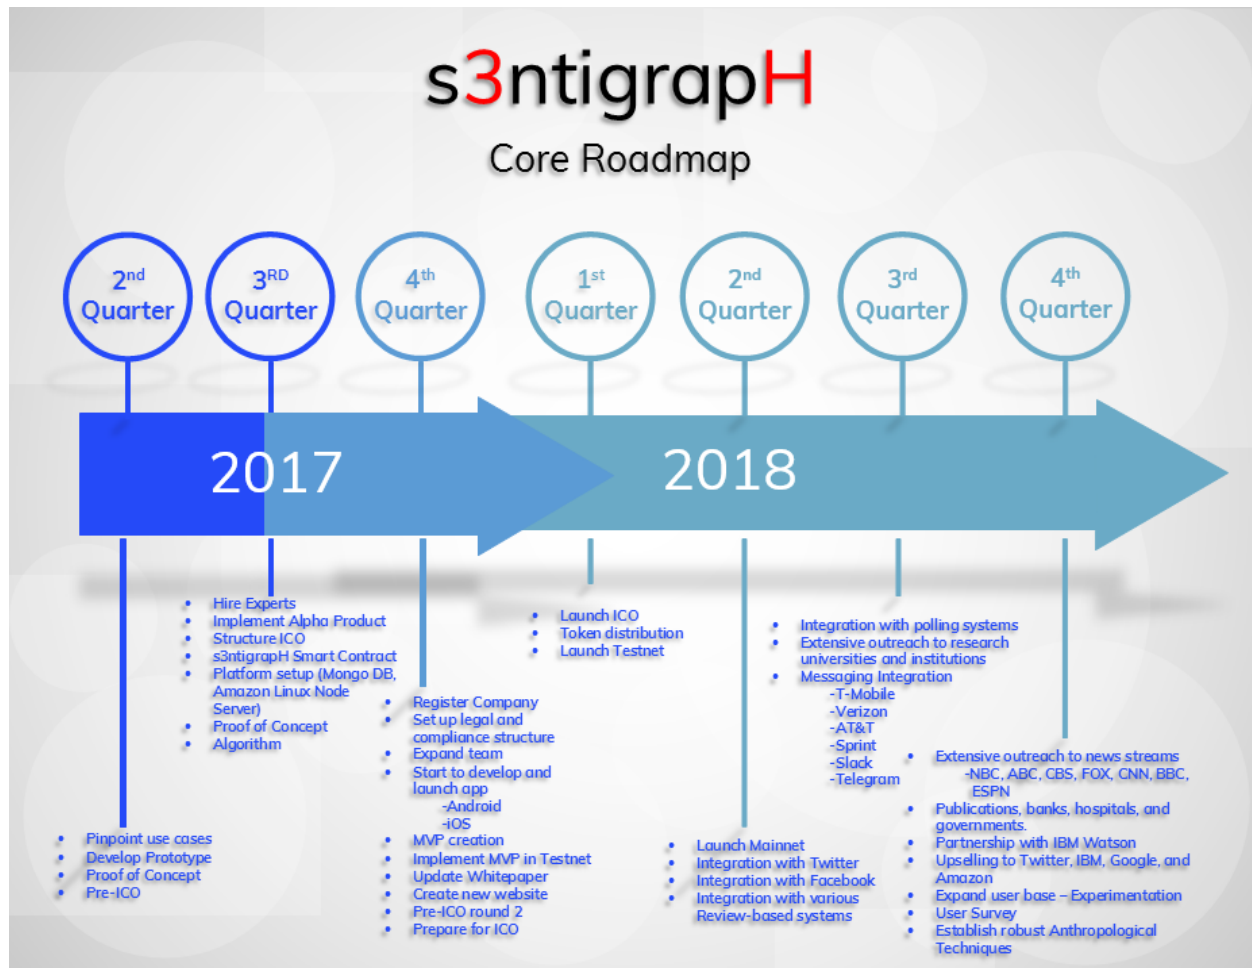 s3ntigrapH
Core Roadmap
2nd
Quarter
3RD
Quarter
4th
Quarter
1st
Quarter
2nd
Quarter
3rd
Quarter
4th
Quarter
2017
2018
• Pinpoint use cases
• Develop Prototype
• Proof of Concept
• Pre-ICO
• Hire Experts
• Implement Alpha Product
• Structure ICO
• s3ntigrapH Smart Contract
• Platform setup (Mongo DB,
Amazon Linux Node
Server)
• Proof of Concept
• Algorithm
• Register Company
• Set up legal and
compliance structure
• Expand team
• Start to develop and
launch app
-Android
-iOS
• MVP creation
• Implement MVP in Testnet
• Update Whitepaper
• Create new website
• Pre-ICO round 2
• Prepare for ICO
• Launch ICO
• Token distribution
• Launch Testnet
• Launch Mainnet
• Integration with Twitter
• Integration with Facebook
• Integration with various
Review-based systems
• Integration with polling systems
• Extensive outreach to research
universities and institutions
• Messaging Integration
-T-Mobile
-Verizon
-AT&T
-Sprint
-Slack
-Telegram
• Extensive outreach to news streams
-NBC, ABC, CBS, FOX, CNN, BBC,
ESPN
• Publications, banks, hospitals, and
governments.
• Partnership with IBM Watson
• Upselling to Twitter, IBM, Google, and
Amazon
• Expand user base – Experimentation
• User Survey
• Establish robust Anthropological
Techniques